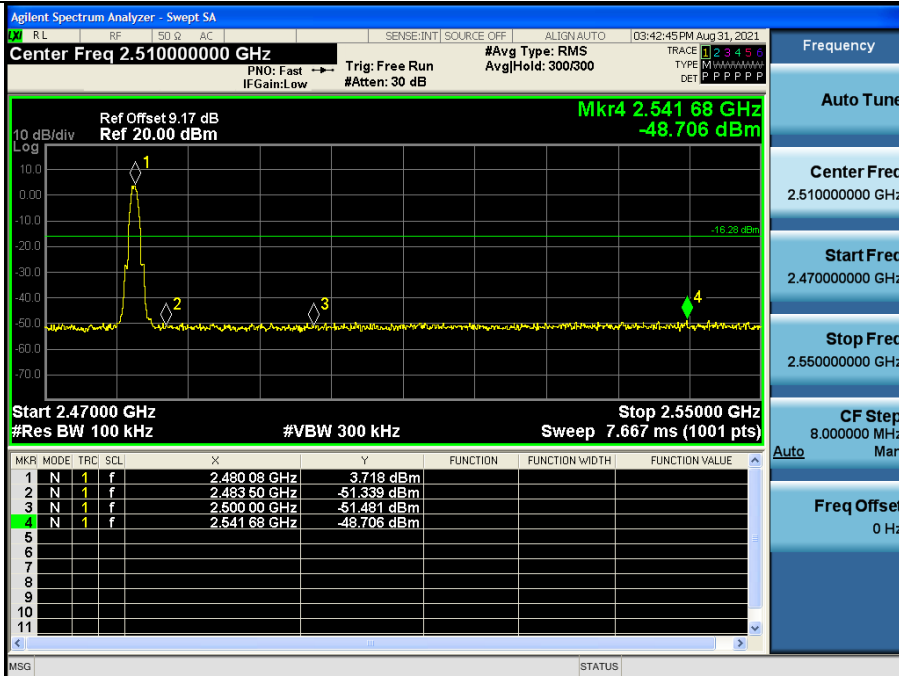 Agilent Spectrum Analyzer - Swept SA
LXI RL RF 50 Ω AC SENSE:INT SOURCE OFF ALIGN AUTO 03:42:45 PM Aug 31, 2021
Center Freq 2.510000000 GHz
PNO: Fast
IFGain:Low
Trig: Free Run
#Atten: 30 dB
#Avg Type: RMS
Avg|Hold: 300/300
TRACE 1 2 3 4 5 6
TYPE M
DET P P P P P P
Frequency
Ref Offset 9.17 dB
10 dB/div Ref 20.00 dBm
Log
Mkr4 2.541 68 GHz
-48.706 dBm
10.0
0.00
-10.0
-20.0
-30.0
-40.0
-50.0
-60.0
-70.0
1
2
3
4
-16.28 dBm
Start 2.47000 GHz Stop 2.55000 GHz
#Res BW 100 kHz #VBW 300 kHz Sweep 7.667 ms (1001 pts)
MKR MODE TRC SCL X Y FUNCTION FUNCTION WIDTH FUNCTION VALUE
1 N 1 f 2.480 08 GHz 3.718 dBm
2 N 1 f 2.483 50 GHz -51.339 dBm
3 N 1 f 2.500 00 GHz -51.481 dBm
4 N 1 f 2.541 68 GHz -48.706 dBm
5
6
7
8
9
10
11
MSG STATUS
Auto Tune
Center Freq
2.510000000 GHz
Start Freq
2.470000000 GHz
Stop Freq
2.550000000 GHz
CF Step
8.000000 MHz
Auto Man
Freq Offset
0 Hz